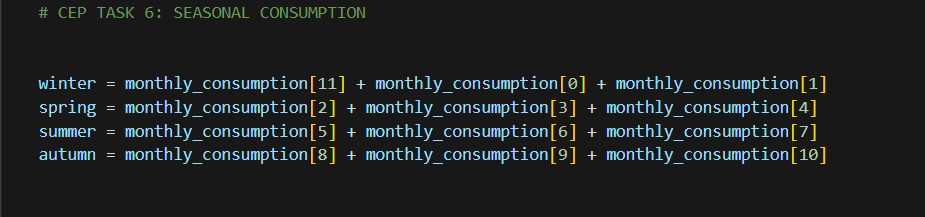 # CEP TASK 6: SEASONAL CONSUMPTION
winter = monthly_consumption[11] + monthly_consumption[0] + monthly_consumption[1]
spring = monthly_consumption[2] + monthly_consumption[3] + monthly_consumption[4]
summer = monthly_consumption[5] + monthly_consumption[6] + monthly_consumption[7]
autumn = monthly_consumption[8] + monthly_consumption[9] + monthly_consumption[10]